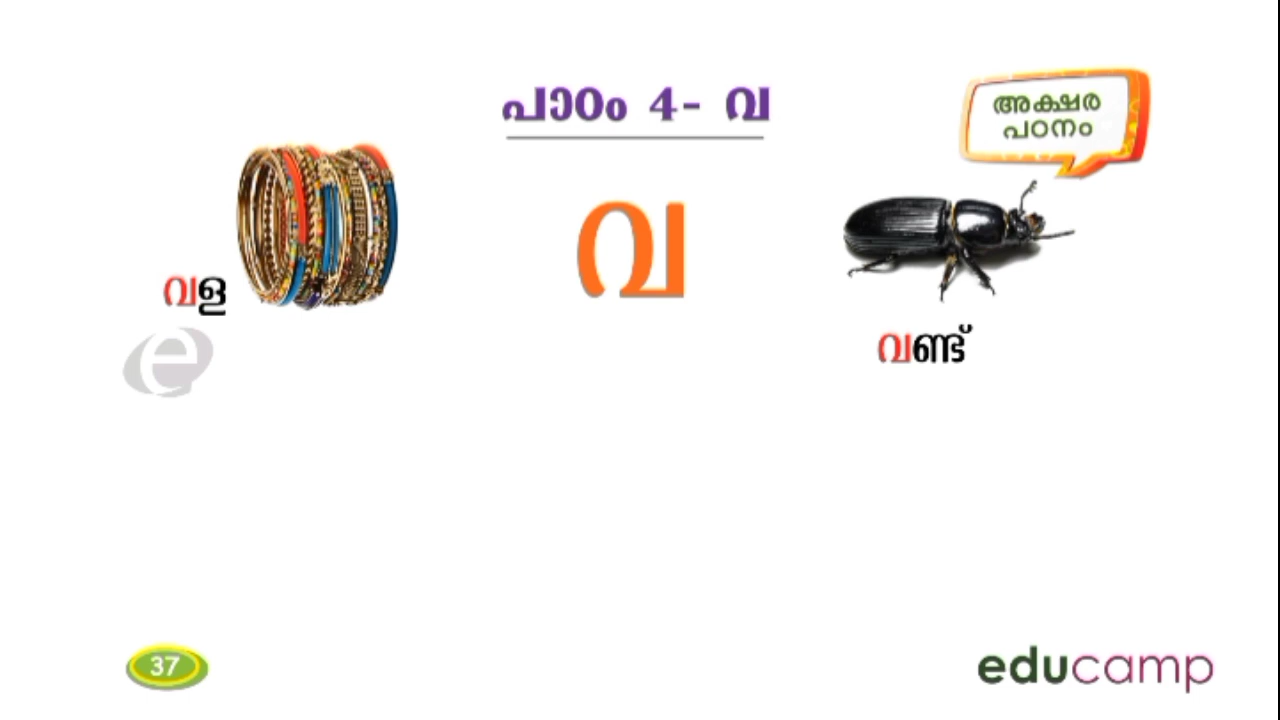 പാഠം 4- വ
അക്ഷര
പഠനം
വ
വള
വണ്ട്
e
37
educamp